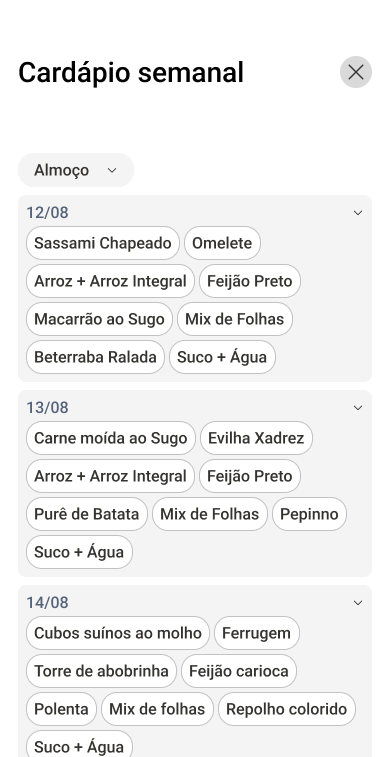 Cardápio semanal
Almoço
12/08
Sassami Chapeado Omelete
Arroz + Arroz Integral Feijão Preto
Macarrão ao Sugo Mix de Folhas
Beterraba Ralada Suco + Água
13/08
Carne moída ao Sugo Evilha Xadrez
Arroz + Arroz Integral Feijão Preto
Purê de Batata Mix de Folhas Pepinno
Suco + Água
14/08
Cubos suínos ao molho Ferrugem
Torre de abobrinha Feijão carioca
Polenta Mix de folhas Repolho colorido
Suco + Água